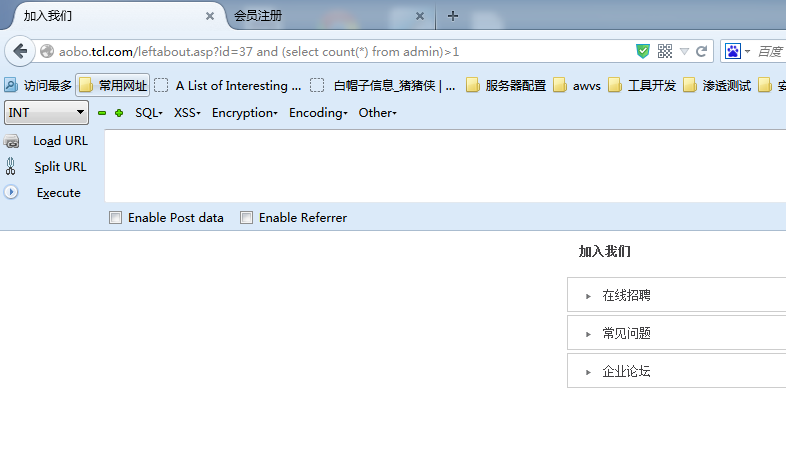 加入我们 会员注册
aobo.tcl.com/leftabout.asp?id=37 and (select count(*) from admin)>1 百度
访问最多 常用网址 A List of Interesting ... 白帽子信息_猪猪侠 | ... 服务器配置 awvs 工具开发 渗透测试
INT SQL XSS Encryption Encoding Other
Load URL
Split URL
Execute
Enable Post data Enable Referrer
加入我们
在线招聘
常见问题
企业论坛